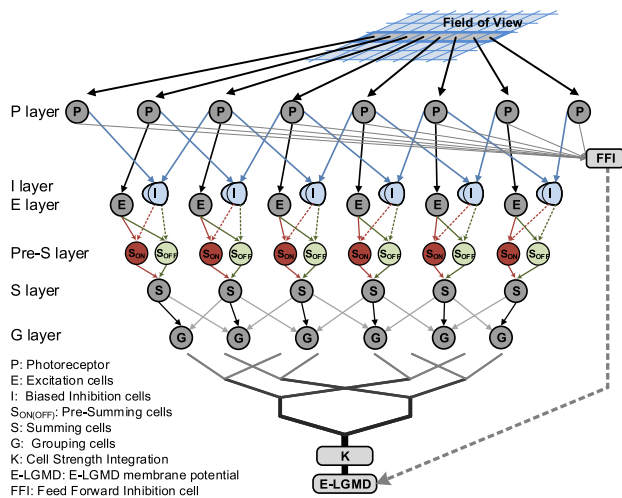 Field of View
P layer P P P P P P P P
FFI
I layer I I I I I I I
E layer E E E E E E E
Pre-S layer SON SOFF SON SOFF SON SOFF SON SOFF SON SOFF SON SOFF
S layer S S S S S S
G layer G G G G G G
P: Photoreceptor
E: Excitation cells
I: Biased Inhibition cells
SON(OFF): Pre-Summing cells
S: Summing cells
G: Grouping cells
K: Cell Strength Integration
E-LGMD: E-LGMD membrane potential
FFI: Feed Forward Inhibition cell
K
E-LGMD